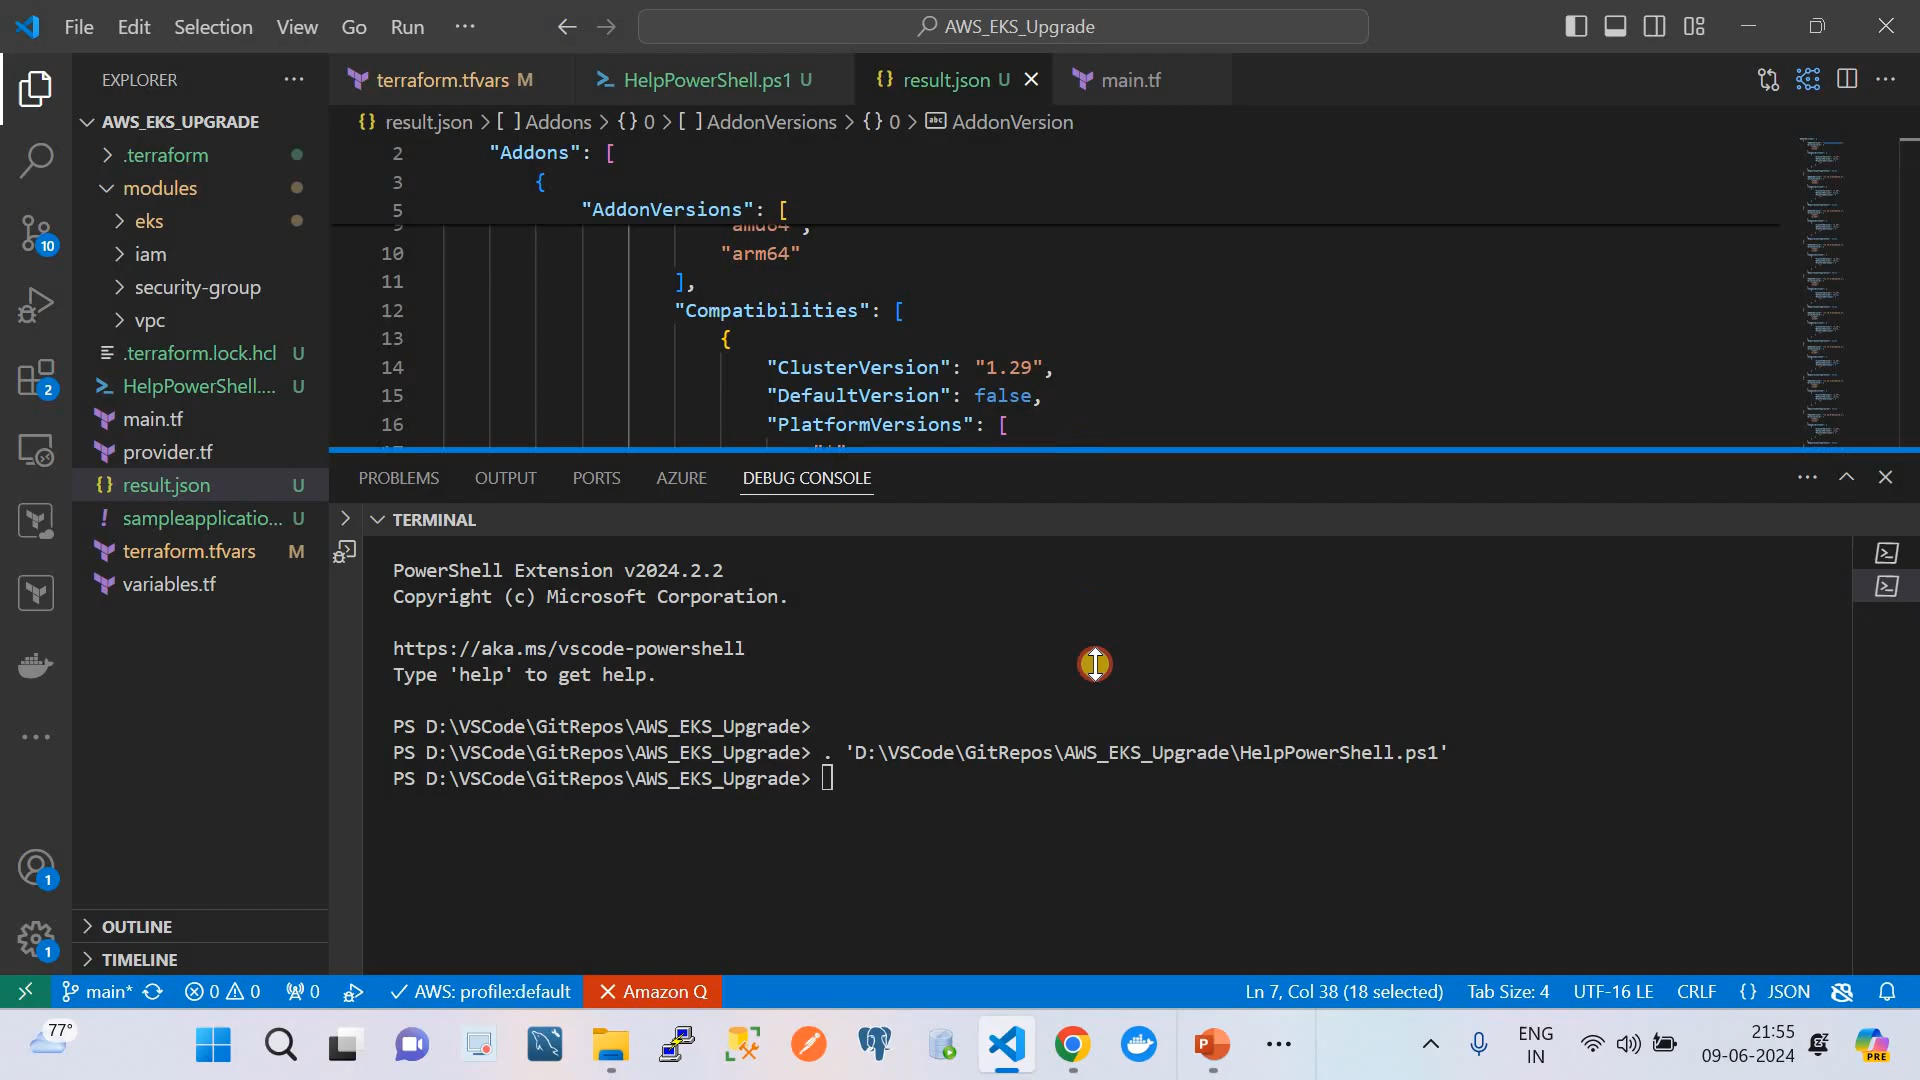 File Edit Selection View Go Run ···
AWS_EKS_Upgrade
EXPLORER
AWS_EKS_UPGRADE
.terraform
modules
eks
iam
security-group
vpc
.terraform.lock.hcl U
HelpPowerShell.... U
main.tf
provider.tf
result.json U
sampleapplicatio... U
terraform.tfvars M
variables.tf
OUTLINE
TIMELINE
10
2
1
1
terraform.tfvars M
HelpPowerShell.ps1 U
result.json U
main.tf
result.json > [ ] Addons > {} 0 > [ ] AddonVersions > {} 0 > AddonVersion
2 "Addons": [
3 {
5 "AddonVersions": [
9 "amd64",
10 "arm64"
11 ],
12 "Compatibilities": [
13 {
14 "ClusterVersion": "1.29",
15 "DefaultVersion": false,
16 "PlatformVersions": [
PROBLEMS OUTPUT PORTS AZURE DEBUG CONSOLE
TERMINAL
PowerShell Extension v2024.2.2
Copyright (c) Microsoft Corporation.
https://aka.ms/vscode-powershell
Type 'help' to get help.
PS D:\VSCode\GitRepos\AWS_EKS_Upgrade>
PS D:\VSCode\GitRepos\AWS_EKS_Upgrade> . 'D:\VSCode\GitRepos\AWS_EKS_Upgrade\HelpPowerShell.ps1'
PS D:\VSCode\GitRepos\AWS_EKS_Upgrade>
main* 0 0 0 AWS: profile:default Amazon Q Ln 7, Col 38 (18 selected) Tab Size: 4 UTF-16 LE CRLF {} JSON
77°
ENG
IN
21:55
09-06-2024
PRE